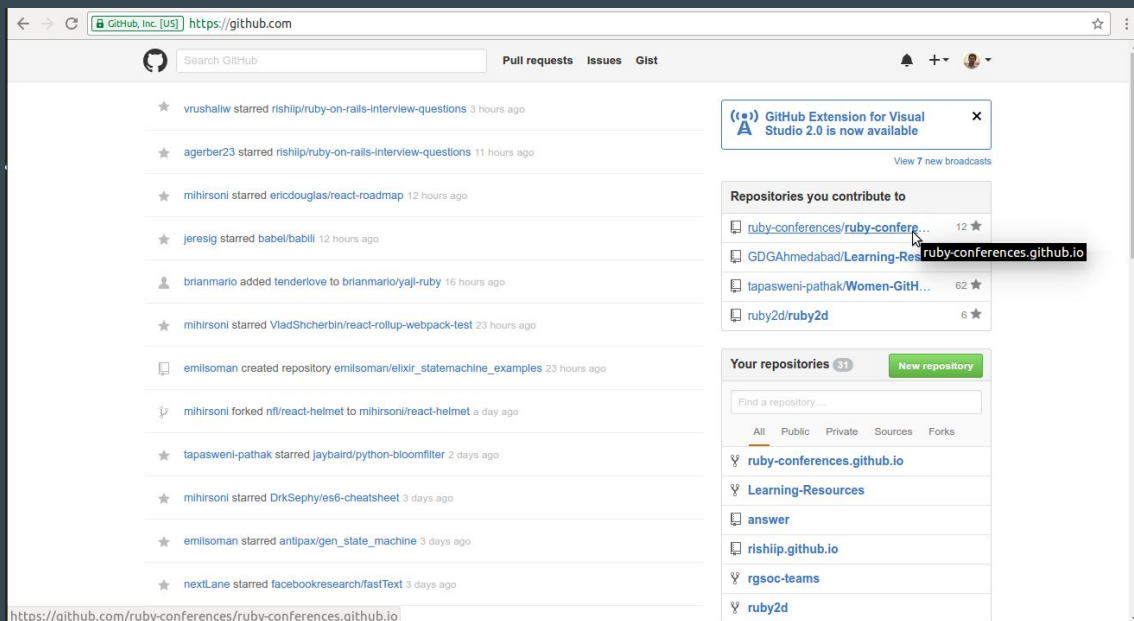 GitHub, Inc. [US] https://github.com
Search GitHub
Pull requests Issues Gist
vrushaliw starred rishiip/ruby-on-rails-interview-questions 3 hours ago
agerber23 starred rishiip/ruby-on-rails-interview-questions 11 hours ago
mihirsoni starred ericdouglas/react-roadmap 12 hours ago
jeresig starred babel/babili 12 hours ago
brianmario added tenderlove to brianmario/yajl-ruby 16 hours ago
mihirsoni starred VladShcherbin/react-rollup-webpack-test 23 hours ago
emilsoman created repository emilsoman/elixir_statemachine_examples 23 hours ago
mihirsoni forked nfl/react-helmet to mihirsoni/react-helmet a day ago
tapasweni-pathak starred jaybaird/python-bloomfilter 2 days ago
mihirsoni starred DrkSephy/es6-cheatsheet 3 days ago
emilsoman starred antipax/gen_state_machine 3 days ago
nextLane starred facebookresearch/fastText 3 days ago
https://github.com/ruby-conferences/ruby-conferences.github.io
GitHub Extension for Visual
Studio 2.0 is now available
View 7 new broadcasts
Repositories you contribute to
ruby-conferences/ruby-confere… 12
ruby-conferences.github.io
GDGAhmedabad/Learning-Res
tapasweni-pathak/Women-GitH… 62
ruby2d/ruby2d 6
Your repositories 31 New repository
Find a repository…
All Public Private Sources Forks
ruby-conferences.github.io
Learning-Resources
answer
rishiip.github.io
rgsoc-teams
ruby2d